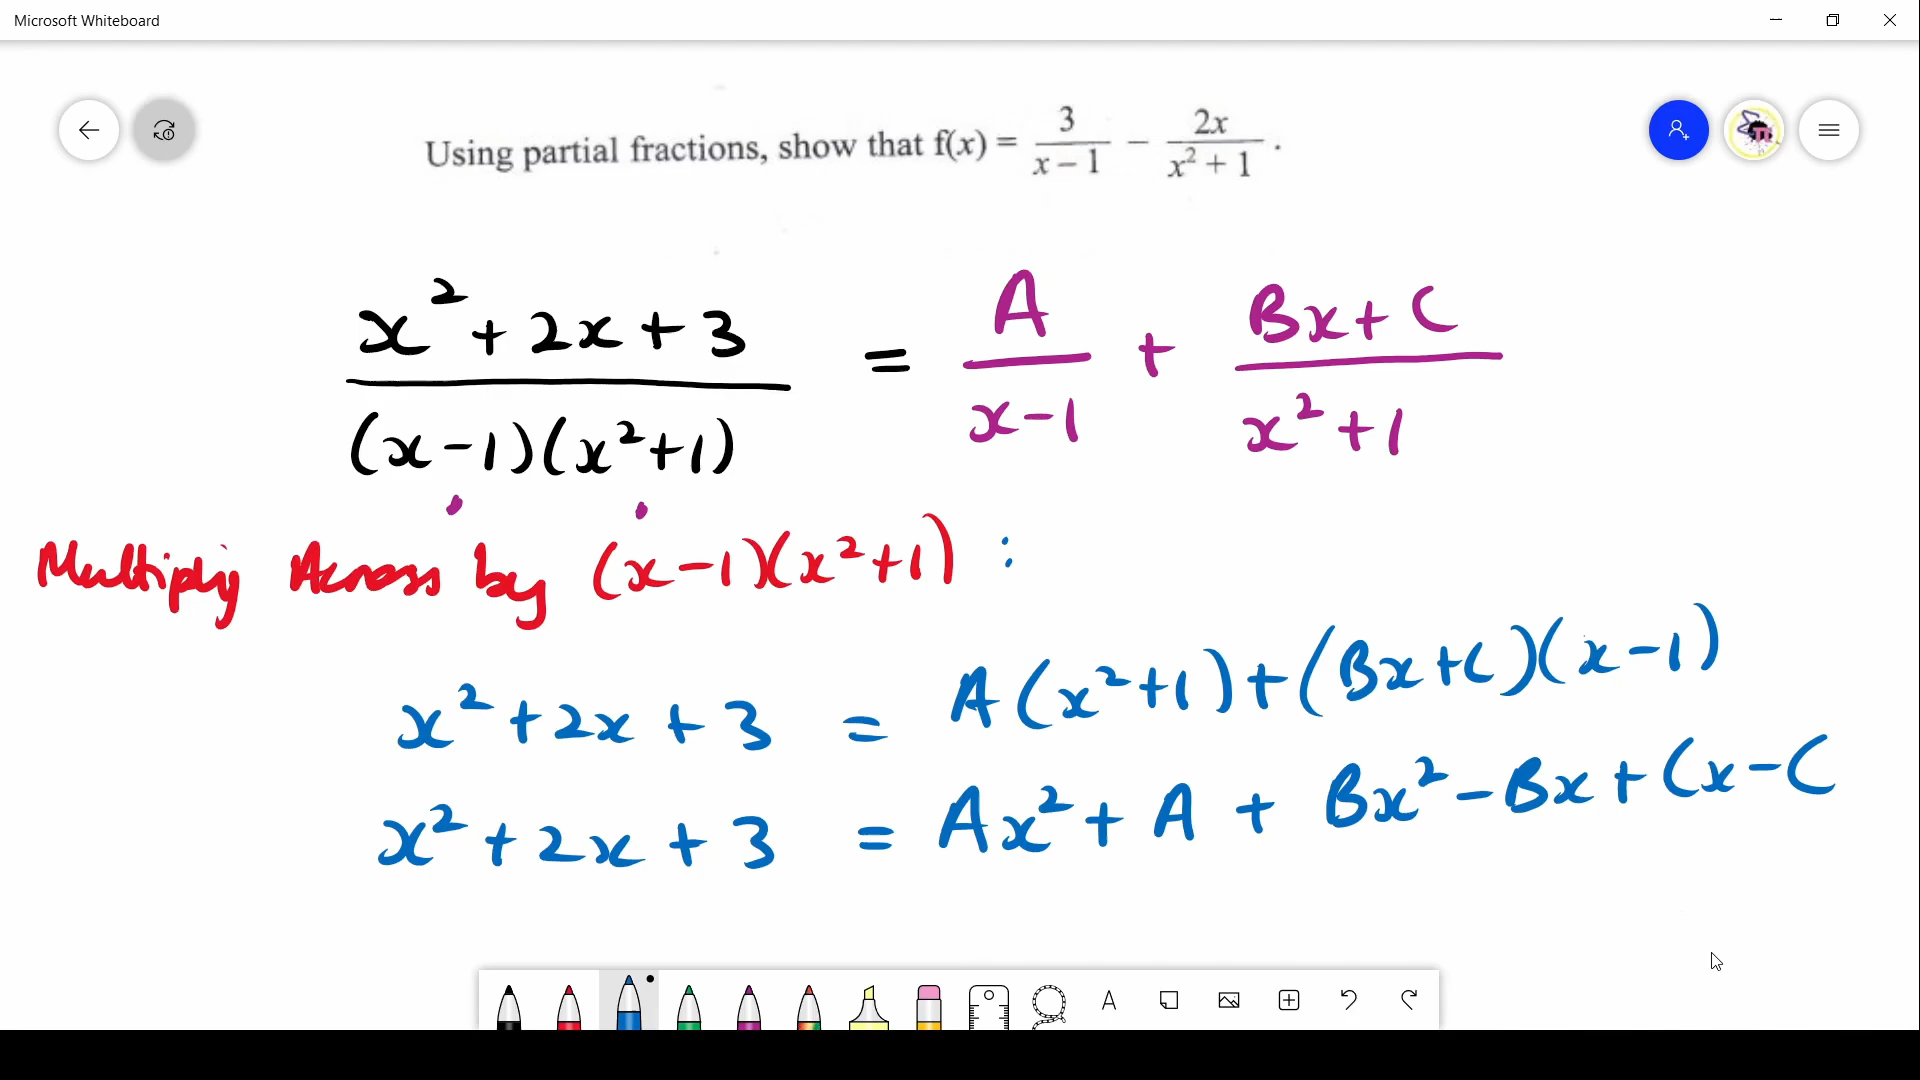 Microsoft Whiteboard
Using partial fractions, show that f(x) = 3/(x − 1) − 2x/(x² + 1).
(x² + 2x + 3)/((x − 1)(x² + 1)) = A/(x − 1) + (Bx + C)/(x² + 1)
Multiply Across by (x − 1)(x² + 1) :
x² + 2x + 3 = A(x² + 1) + (Bx + C)(x − 1)
x² + 2x + 3 = Ax² + A + Bx² − Bx + Cx − C